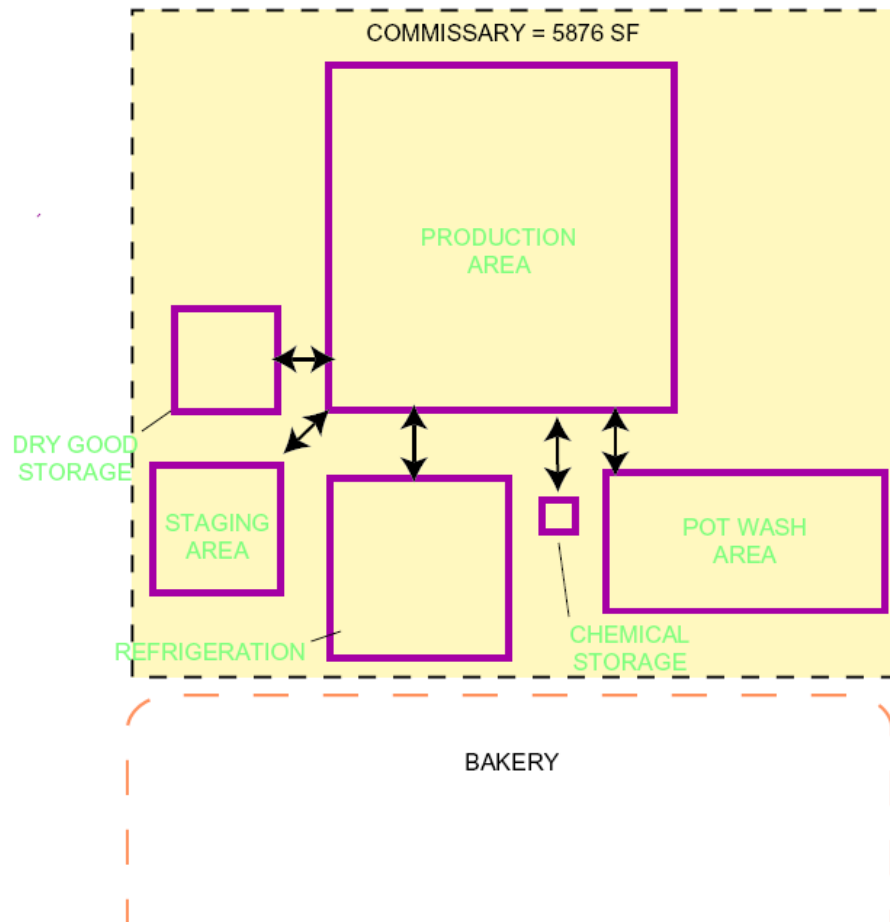 COMMISSARY = 5876 SF
PRODUCTION
AREA
DRY GOOD
STORAGE
STAGING
AREA
POT WASH
AREA
REFRIGERATION
CHEMICAL
STORAGE
BAKERY